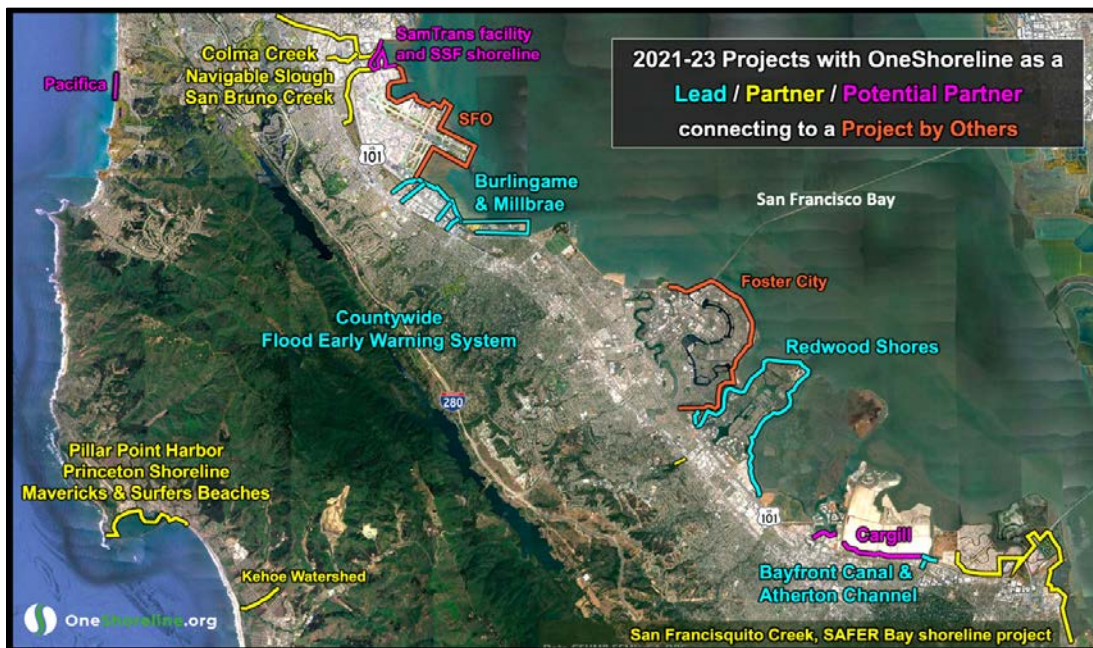 SamTrans facility
and SSF shoreline
Colma Creek
Navigable Slough
San Bruno Creek
Pacifica
2021-23 Projects with OneShoreline as a
Lead / Partner / Potential Partner
connecting to a Project by Others
SFO
101
Burlingame
& Millbrae
San Francisco Bay
Foster City
Countywide
Flood Early Warning System
Redwood Shores
280
Pillar Point Harbor
Princeton Shoreline
Mavericks & Surfers Beaches
101
Cargill
Bayfront Canal &
Atherton Channel
Kehoe Watershed
OneShoreline.org
San Francisquito Creek, SAFER Bay shoreline project